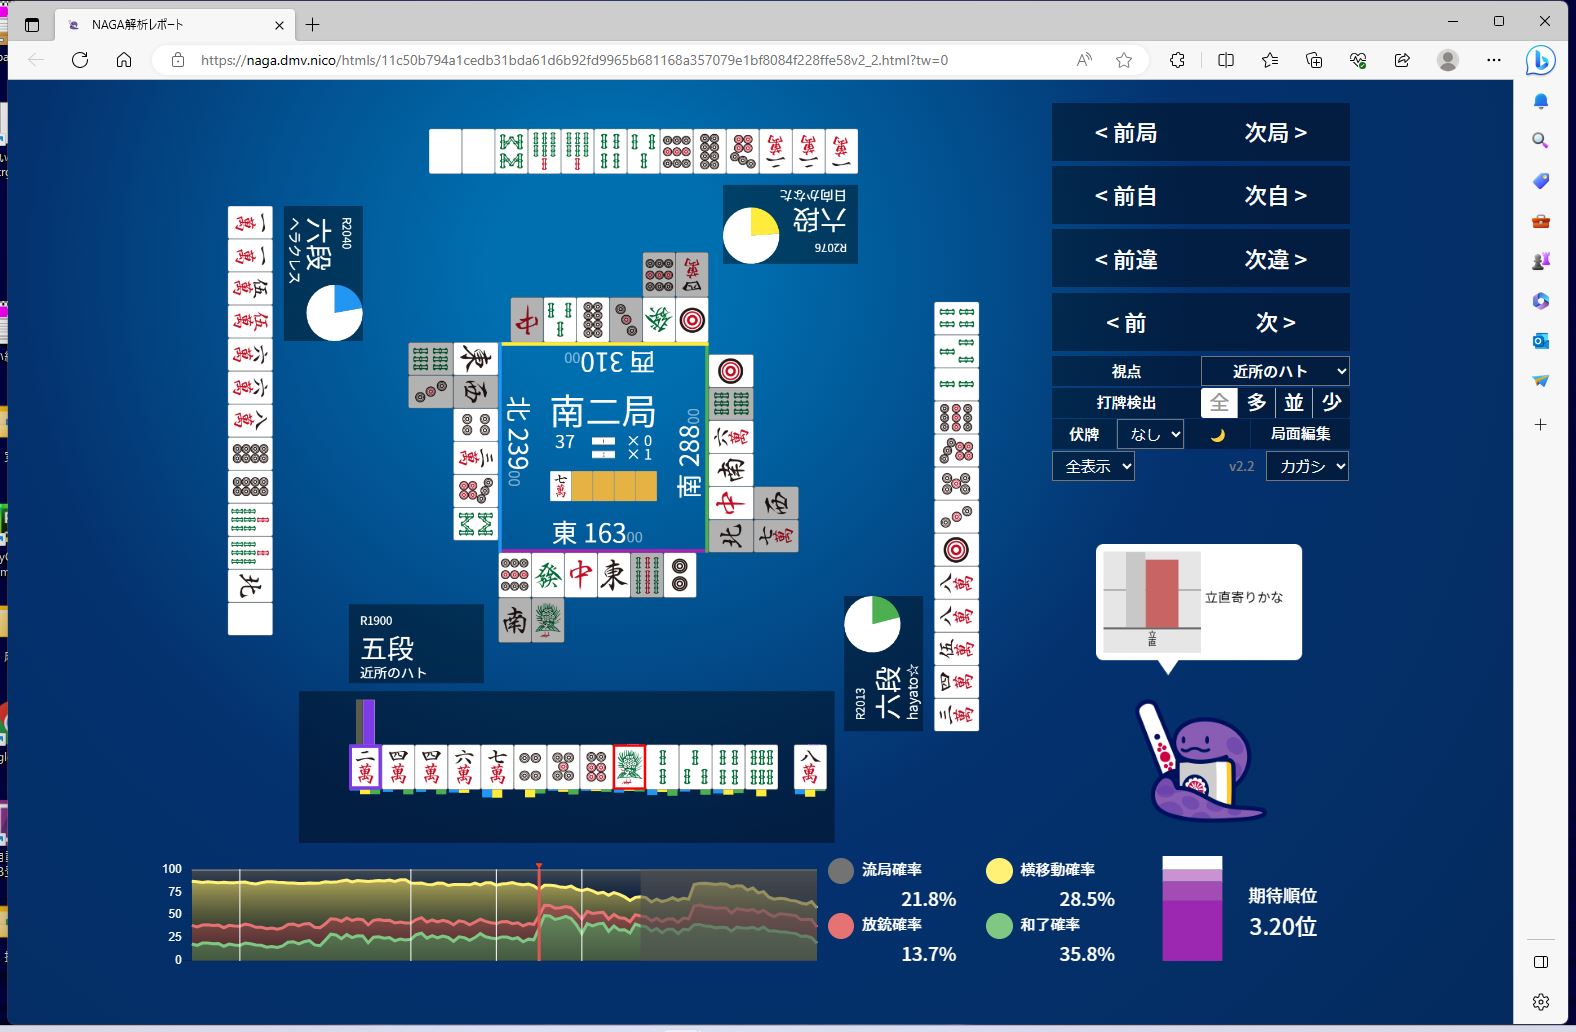 NAGA解析レポート
https://naga.dmv.nico/htmls/11c50b794a1cedb31bda61d6b92fd9965b681168a357079e1bf8084f228ffe58v2_2.html?tw=0
< 前局 次局 >
< 前自 次自 >
< 前違 次違 >
< 前 次 >
視点 近所のハト
打牌検出 全 多 並 少
伏牌 なし 局面編集
全表示 v2.2 カガシ
立直寄りかな
立直
R2040
六段
ヘラクレス
日向かなた
六段
R2076
西 31000
北 23900
南二局
37 ×0
×1
南 28800
東 16300
R1900
五段
近所のハト
R2013
六段
hayato☆
100
75
50
25
0
流局確率
21.8%
横移動確率
28.5%
放銃確率
13.7%
和了確率
35.8%
期待順位
3.20位